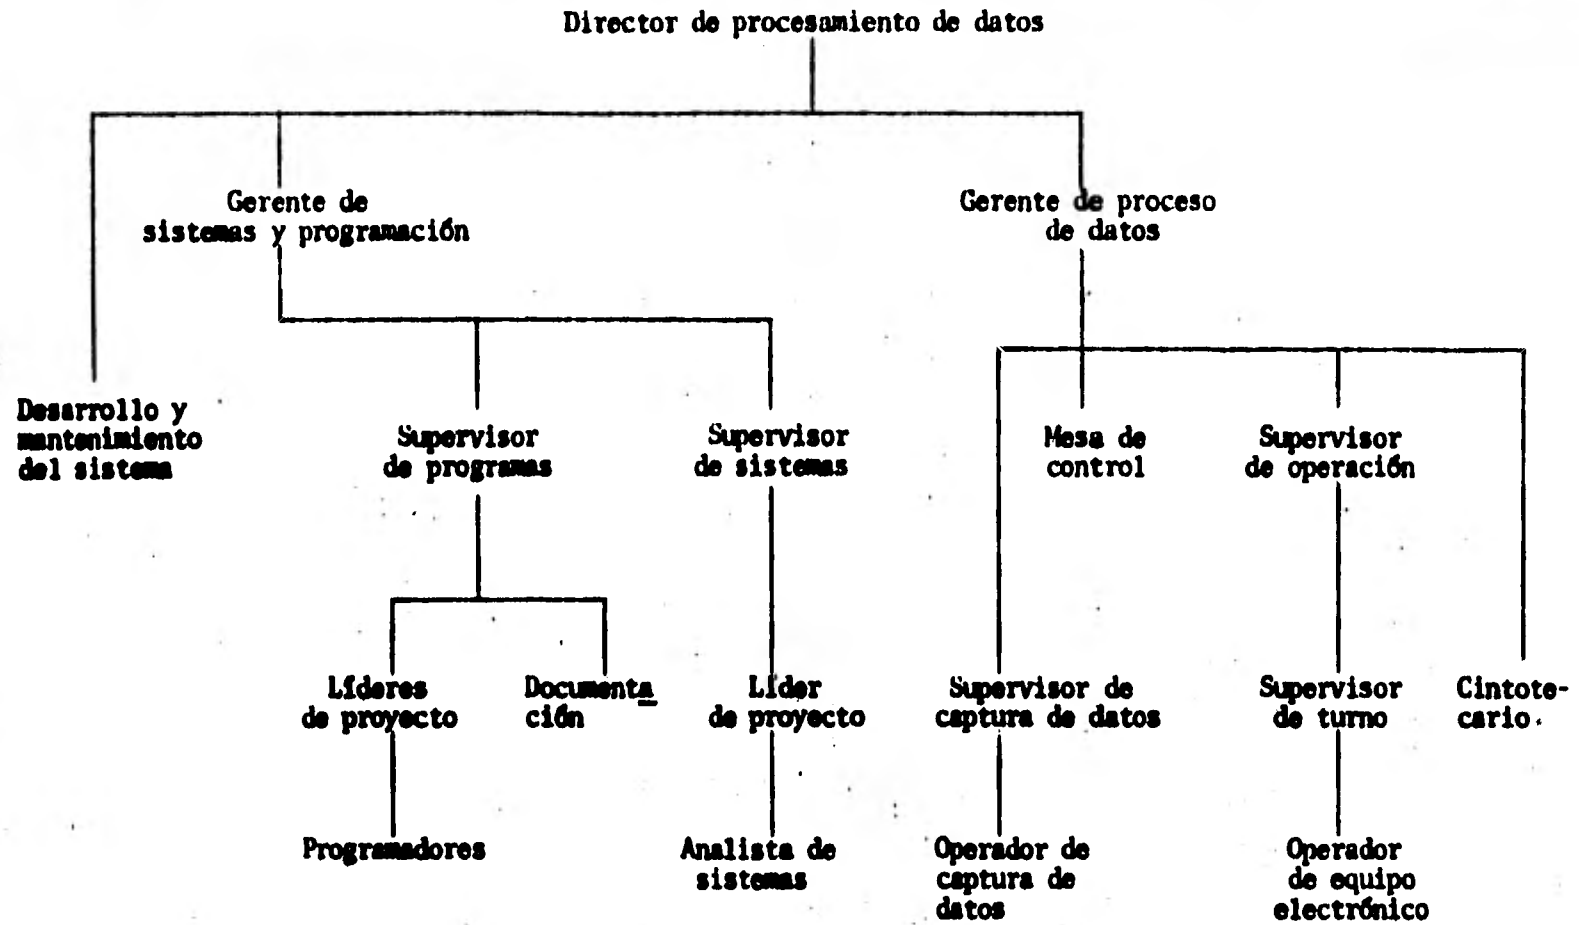 Director de procesamiento de datos
Gerente de
sistemas y programación
Gerente de proceso
de datos
Desarrollo y
mantenimiento
del sistema
Supervisor
de programas
Supervisor
de sistemas
Mesa de
control
Supervisor
de operación
Líderes
de proyecto
Documenta
ción
Líder
de proyecto
Supervisor de
captura de datos
Supervisor
de turno
Cintote-
cario.
Programadores
Analista de
sistemas
Operador de
captura de
datos
Operador
de equipo
electrónico